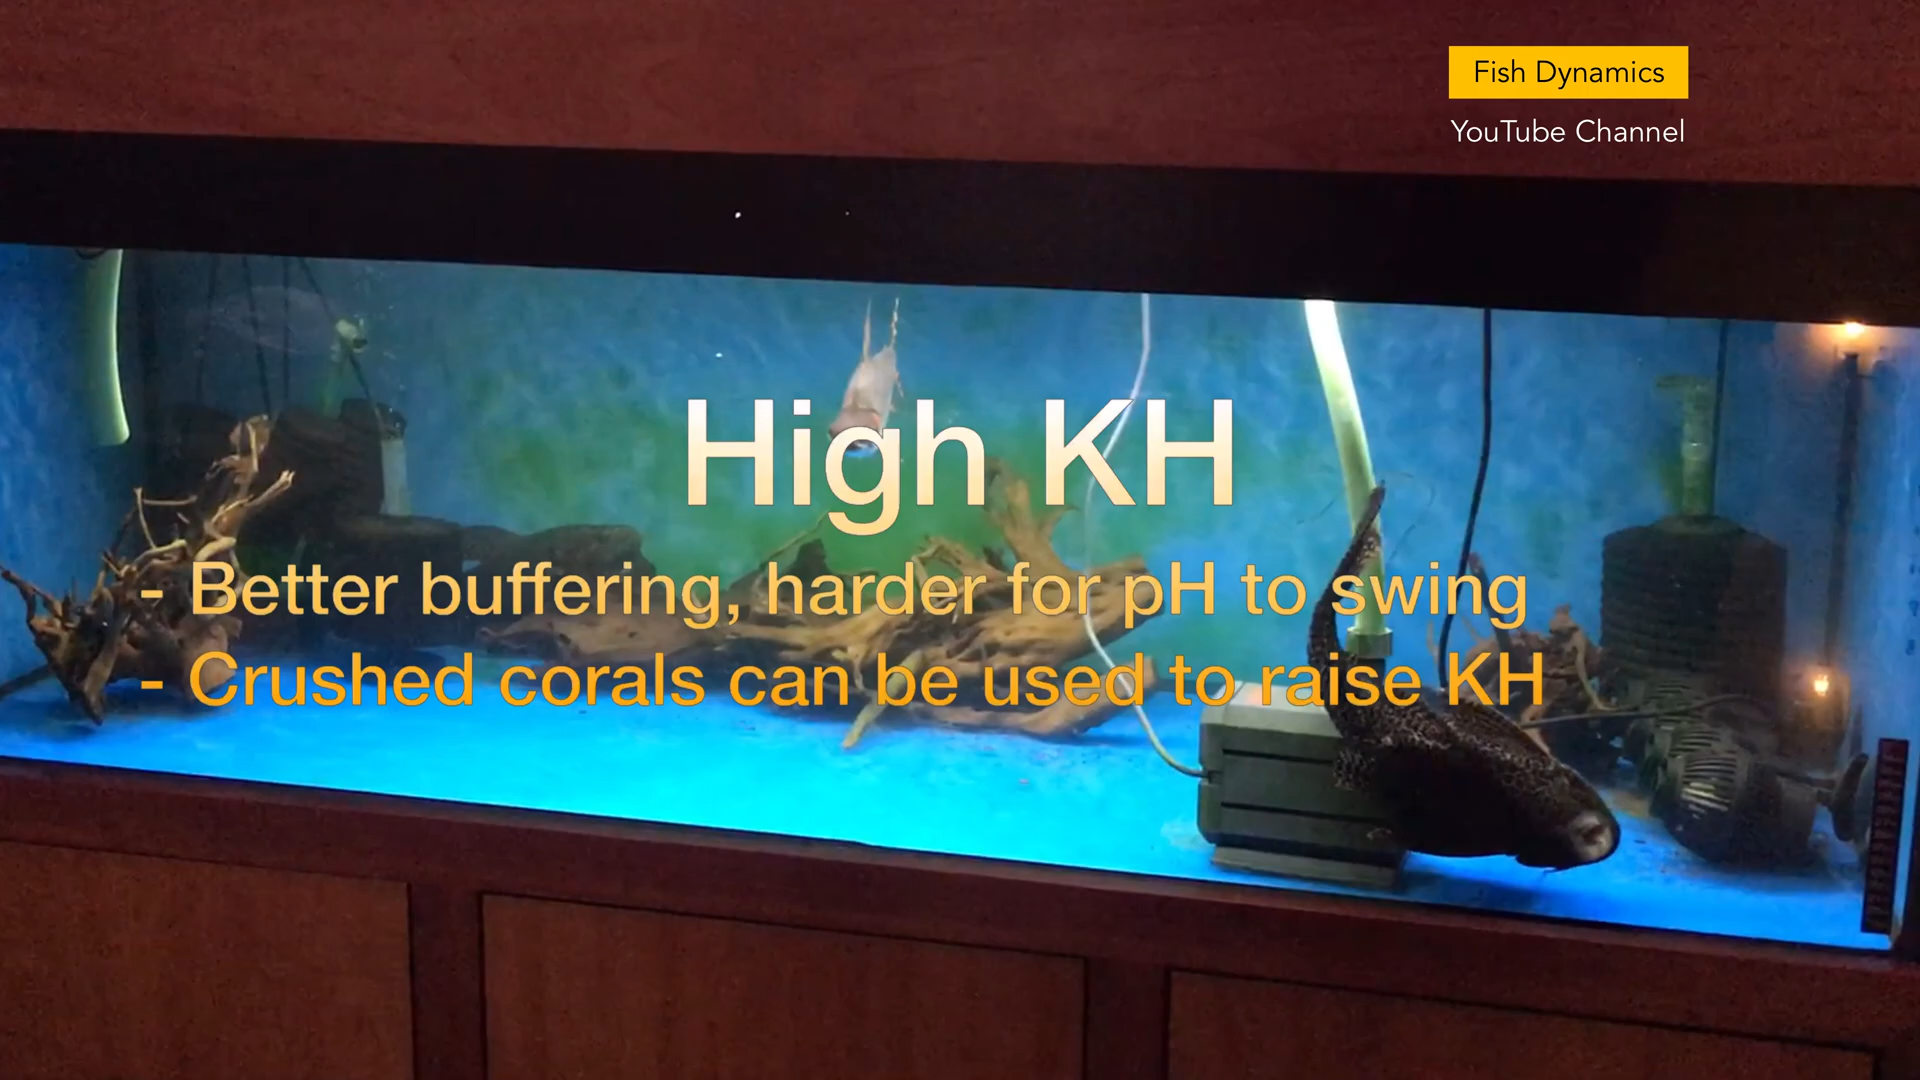 Fish Dynamics
YouTube Channel
High KH
- Better buffering, harder for pH to swing
- Crushed corals can be used to raise KH